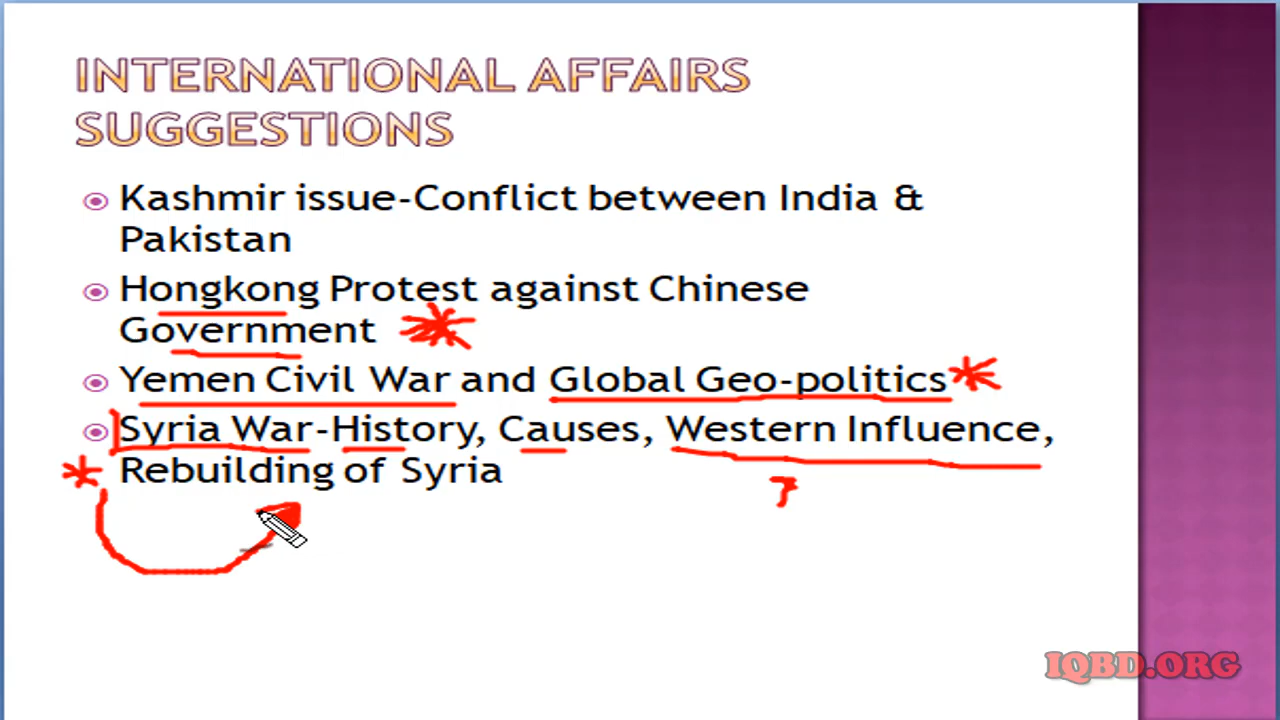 INTERNATIONAL AFFAIRS
SUGGESTIONS
Kashmir issue-Conflict between India &
Pakistan
Hongkong Protest against Chinese
Government
Yemen Civil War and Global Geo-politics
Syria War-History, Causes, Western Influence,
Rebuilding of Syria
IQBD.ORG